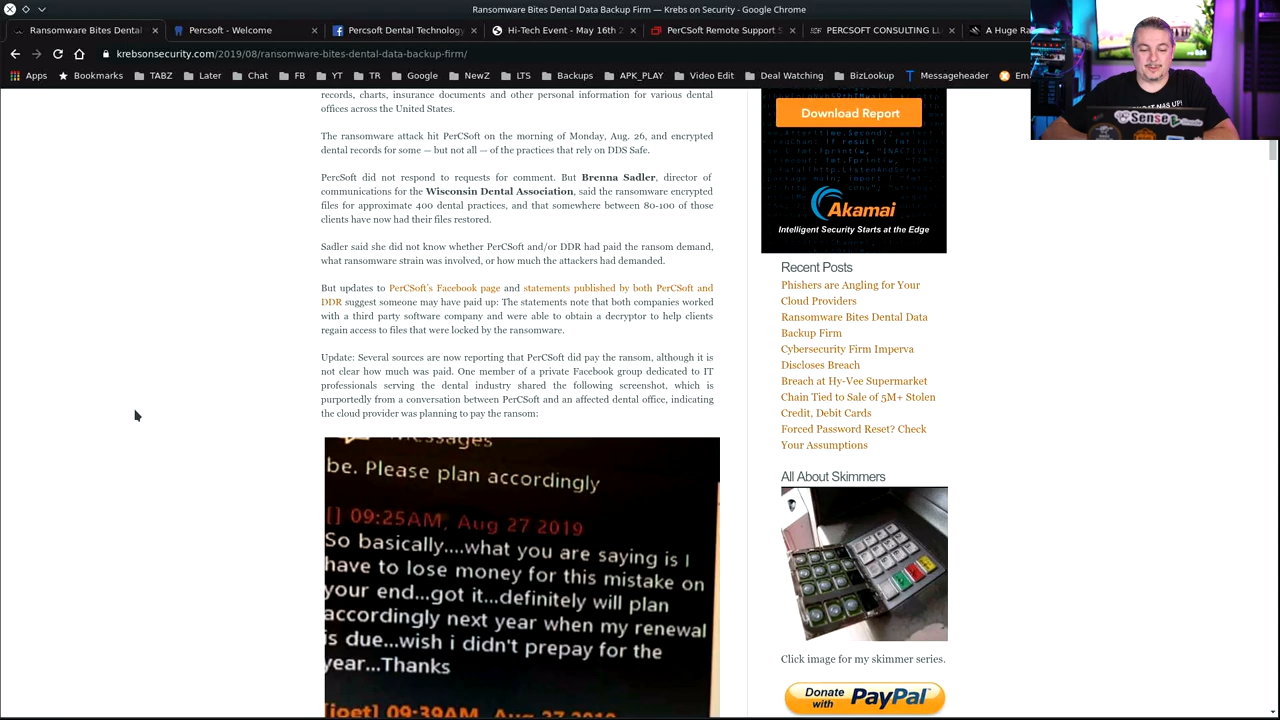 Ransomware Bites Dental Data Backup Firm — Krebs on Security - Google Chrome
Ransomware Bites Dental
Percsoft - Welcome
Percsoft Dental Technology
Hi-Tech Event - May 16th 2
PerCSoft Remote Support S
PERCSOFT CONSULTING LL
A Huge Ra
krebsonsecurity.com/2019/08/ransomware-bites-dental-data-backup-firm/
Apps
Bookmarks
TABZ
Later
Chat
FB
TR
google
LTS
Backups
APK_PLAY
Video Edit
Deal Watching
BizLookup
Messageheader
Ema
records, charts, insurance documents and other personal information for various dental
offices across the United States.
The ransomware attack hit PerCSoft on the morning of Monday, Aug. 26, and encrypted
dental records for some — but not all — of the practices that rely on DDS Safe.
PercSoft did not respond to requests for comment. But Brenna Sadler, director of
communications for the Wisconsin Dental Association, said the ransomware encrypted
files for approximate 400 dental practices, and that somewhere between 80-100 of those
clients have now had their files restored.
Sadler said she did not know whether PerCSoft and/or DDR had paid the ransom demand,
what ransomware strain was involved, or how much the attackers had demanded.
But updates to PerCSoft's Facebook page and statements published by both PerCSoft and
DDR suggest someone may have paid up: The statements note that both companies worked
with a third party software company and were able to obtain a decryptor to help clients
regain access to files that were locked by the ransomware.
Update: Several sources are now reporting that PerCSoft did pay the ransom, although it is
not clear how much was paid. One member of a private Facebook group dedicated to IT
professionals serving the dental industry shared the following screenshot, which is
purportedly from a conversation between PerCSoft and an affected dental office, indicating
the cloud provider was planning to pay the ransom:
Messages
be. Please plan accordingly
[] 09:25AM, Aug 27 2019
So basically....what you are saying is I
have to lose money for this mistake on
your end...got it...definitely will plan
accordingly next year when my renewal
is due...wish i didn't prepay for the
year...Thanks
[joet] 09:39AM, Aug 27 2019
Download Report
Akamai
Intelligent Security Starts at the Edge
Recent Posts
Phishers are Angling for Your
Cloud Providers
Ransomware Bites Dental Data
Backup Firm
Cybersecurity Firm Imperva
Discloses Breach
Breach at Hy-Vee Supermarket
Chain Tied to Sale of 5M+ Stolen
Credit, Debit Cards
Forced Password Reset? Check
Your Assumptions
All About Skimmers
Click image for my skimmer series.
Donate
with
PayPal
HAS UP!
Sense